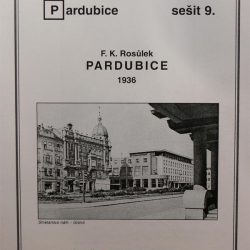 Pardubice sešit 9.
F. K. Rosůlek
PARDUBICE
1936